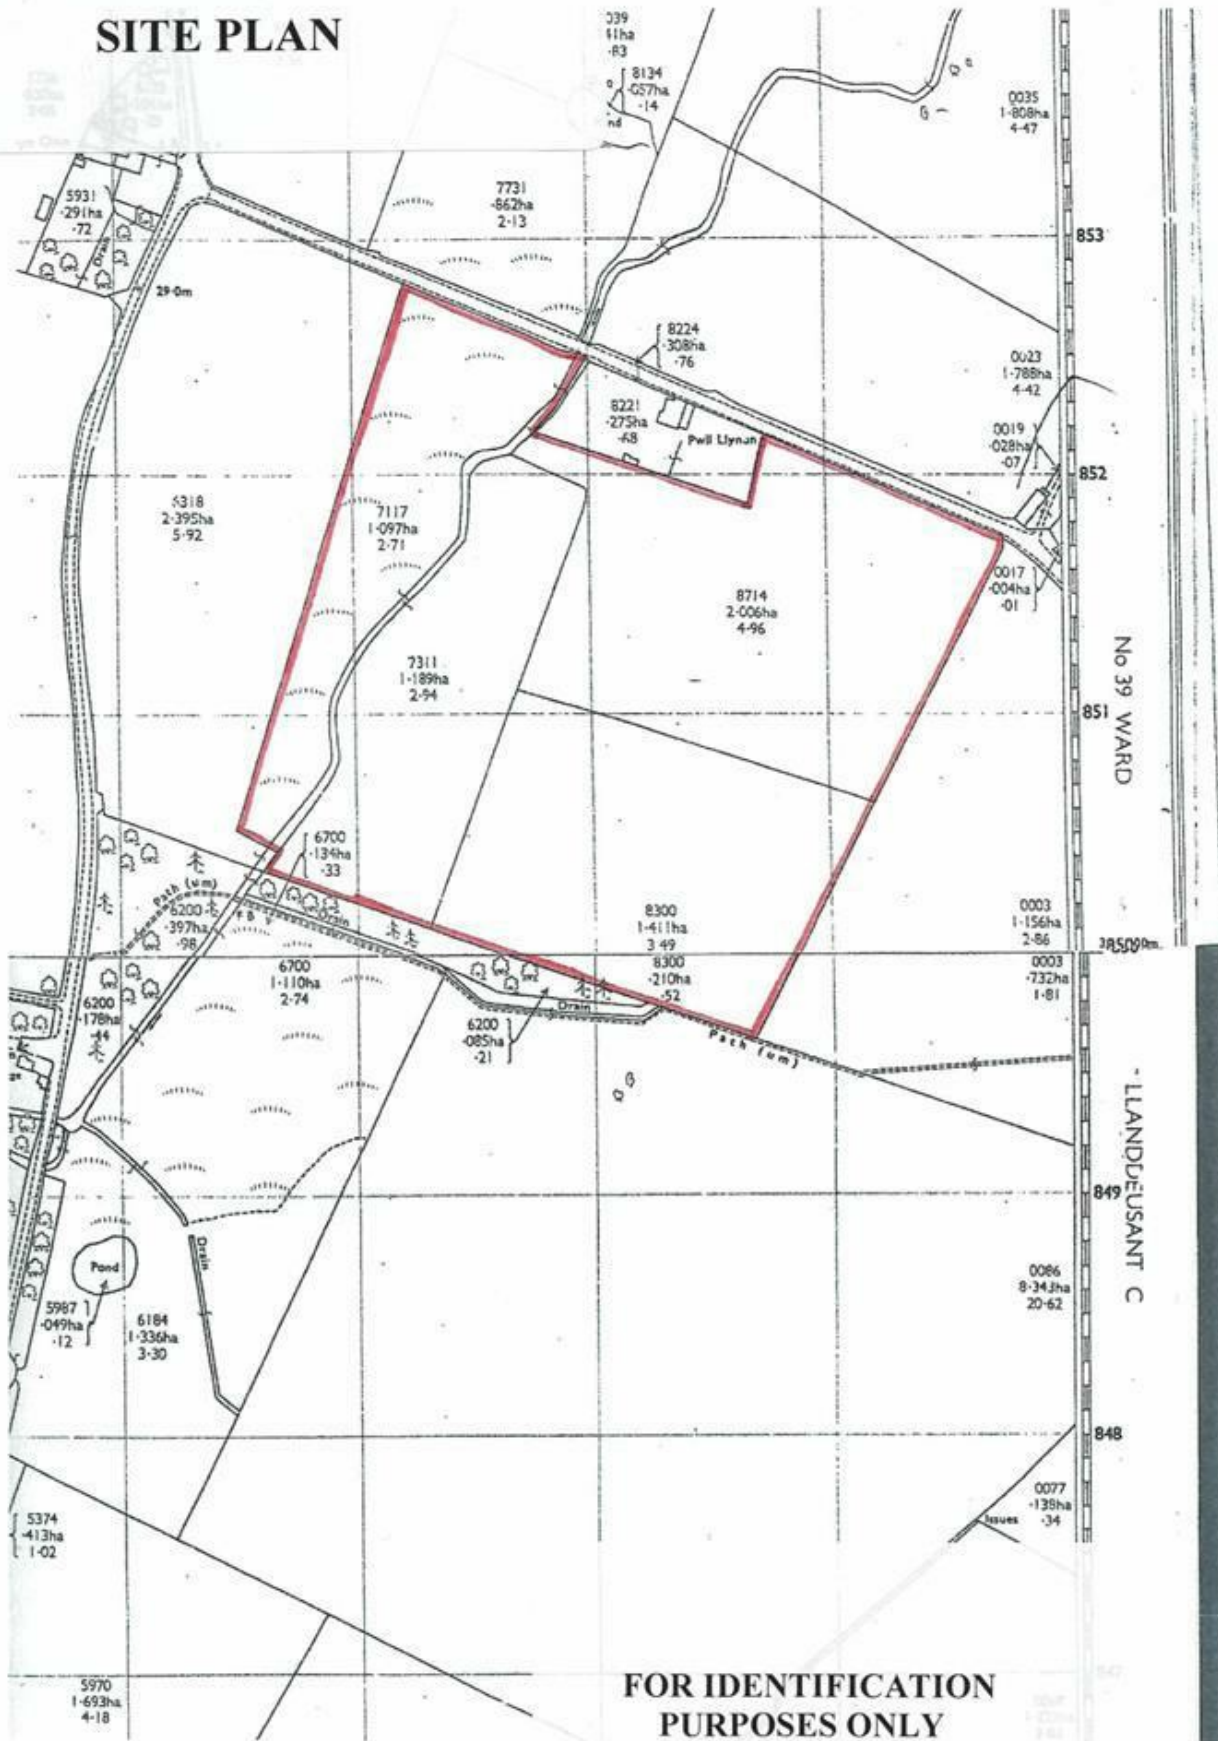 SITE PLAN
039
41ha
·83
8134
·057ha
·14
0035
1·808ha
4·47
7731
·862ha
2·13
5931
·291ha
·72
Drain
853
29·0m
8224
·308ha
·76
0023
1·788ha
4·42
8221
·275ha
·68
Pwll Llynan
0019
·028ha
·07
852
5318
2·395ha
5·92
7117
1·097ha
2·71
0017
·004ha
·01
8714
2·006ha
4·96
7311
1·189ha
2·94
No 39 WARD
851
6700
·134ha
·33
Path (um)
6200
·397ha
·98
F B
Drain
8300
1·411ha
3 49
0003
1·156ha
2·86
385000m
6700
1·110ha
2·74
8300
·210ha
·52
0003
·732ha
1·81
6200
·178ha
·44
Drain
6200
·085ha
·21
Path (um)
LLANDDEUSANT C
849
Drain
Pond
5987
·049ha
·12
6184
1·336ha
3·30
0086
8·343ha
20·62
848
0077
·139ha
·34
Issues
5374
·413ha
1·02
5970
1·693ha
4·18
FOR IDENTIFICATION
PURPOSES ONLY